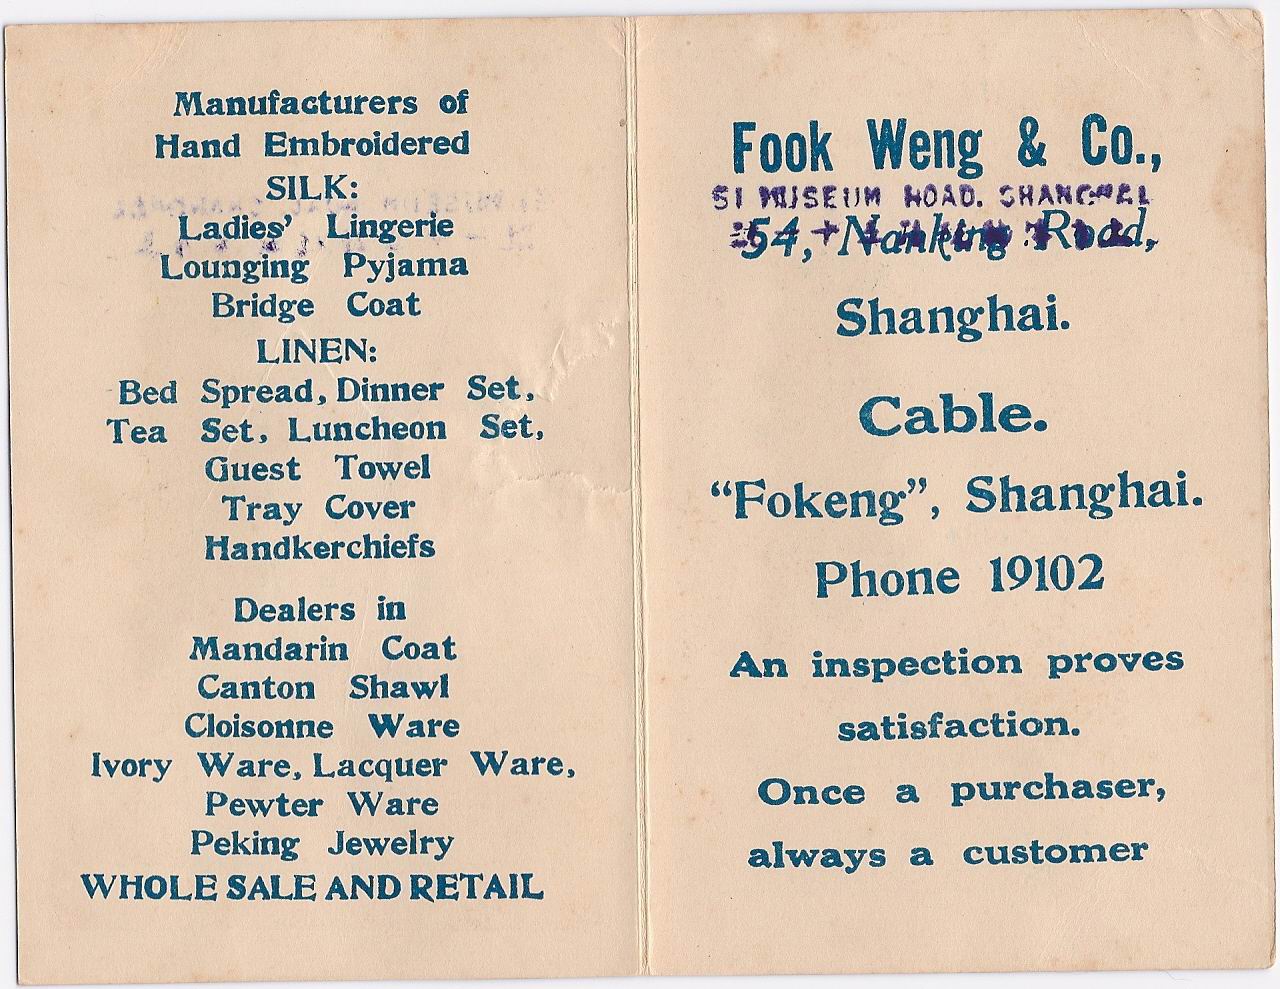 Manufacturers of
Hand Embroidered
SILK:
Ladies' Lingerie
Lounging Pyjama
Bridge Coat
LINEN:
Bed Spread, Dinner Set,
Tea Set, Luncheon Set,
Guest Towel
Tray Cover
Handkerchiefs
Dealers in
Mandarin Coat
Canton Shawl
Cloisonne Ware
Ivory Ware, Lacquer Ware,
Pewter Ware
Peking Jewelry
WHOLE SALE AND RETAIL
Fook Weng & Co.,
51 MUSEUM ROAD. SHANGHAI
54, Nanking Road,
Shanghai.
Cable.
“Fokeng”, Shanghai.
Phone 19102
An inspection proves
satisfaction.
Once a purchaser,
always a customer